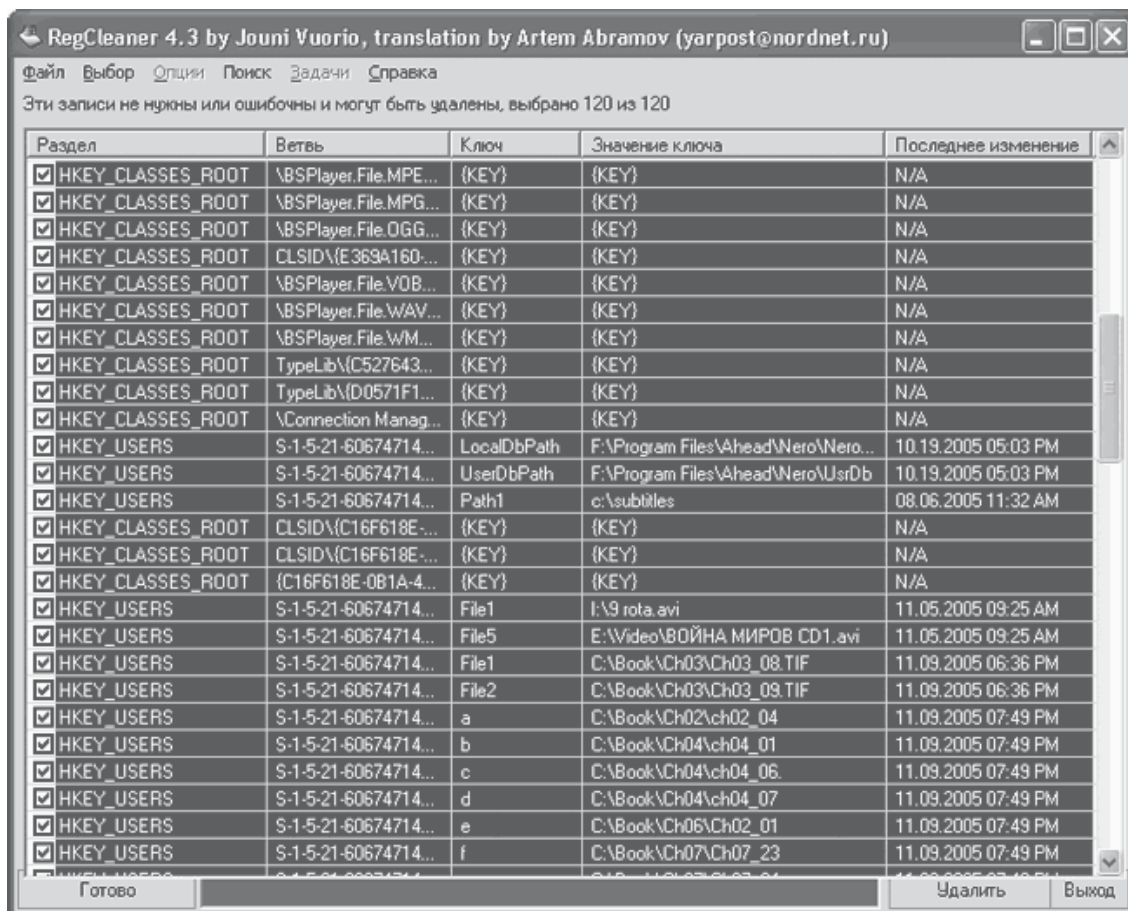 RegCleaner 4.3 by Jouni Vuorio, translation by Artem Abramov (yarpost@nordnet.ru)
Файл Выбор Опции Поиск Задачи Справка
Эти записи не нужны или ошибочны и могут быть удалены, выбрано 120 из 120
Раздел Ветвь Ключ Значение ключа Последнее изменение
HKEY_CLASSES_ROOT \BSPlayer.File.MPE... {KEY} {KEY} N/A
HKEY_CLASSES_ROOT \BSPlayer.File.MPG... {KEY} {KEY} N/A
HKEY_CLASSES_ROOT \BSPlayer.File.OGG... {KEY} {KEY} N/A
HKEY_CLASSES_ROOT CLSID\{E369A160-... {KEY} {KEY} N/A
HKEY_CLASSES_ROOT \BSPlayer.File.VOB... {KEY} {KEY} N/A
HKEY_CLASSES_ROOT \BSPlayer.File.WAV... {KEY} {KEY} N/A
HKEY_CLASSES_ROOT \BSPlayer.File.WM... {KEY} {KEY} N/A
HKEY_CLASSES_ROOT TypeLib\{C527643... {KEY} {KEY} N/A
HKEY_CLASSES_ROOT TypeLib\{D0571F1... {KEY} {KEY} N/A
HKEY_CLASSES_ROOT \Connection Manag... {KEY} {KEY} N/A
HKEY_USERS S-1-5-21-60674714... LocalDbPath F:\Program Files\Ahead\Nero\Nero... 10.19.2005 05:03 PM
HKEY_USERS S-1-5-21-60674714... UserDbPath F:\Program Files\Ahead\Nero\UsrDb 10.19.2005 05:03 PM
HKEY_USERS S-1-5-21-60674714... Path1 c:\subtitles 08.06.2005 11:32 AM
HKEY_CLASSES_ROOT CLSID\{C16F618E-... {KEY} {KEY} N/A
HKEY_CLASSES_ROOT CLSID\{C16F618E-... {KEY} {KEY} N/A
HKEY_CLASSES_ROOT {C16F618E-0B1A-4... {KEY} {KEY} N/A
HKEY_USERS S-1-5-21-60674714... File1 I:\9 rota.avi 11.05.2005 09:25 AM
HKEY_USERS S-1-5-21-60674714... File5 E:\Video\ВОЙНА МИРОВ CD1.avi 11.05.2005 09:25 AM
HKEY_USERS S-1-5-21-60674714... File1 C:\Book\Ch03\Ch03_08.TIF 11.09.2005 06:36 PM
HKEY_USERS S-1-5-21-60674714... File2 C:\Book\Ch03\Ch03_09.TIF 11.09.2005 06:36 PM
HKEY_USERS S-1-5-21-60674714... a C:\Book\Ch02\ch02_04 11.09.2005 07:49 PM
HKEY_USERS S-1-5-21-60674714... b C:\Book\Ch04\ch04_01 11.09.2005 07:49 PM
HKEY_USERS S-1-5-21-60674714... c C:\Book\Ch04\ch04_06. 11.09.2005 07:49 PM
HKEY_USERS S-1-5-21-60674714... d C:\Book\Ch04\ch04_07 11.09.2005 07:49 PM
HKEY_USERS S-1-5-21-60674714... e C:\Book\Ch06\Ch02_01 11.09.2005 07:49 PM
HKEY_USERS S-1-5-21-60674714... f C:\Book\Ch07\Ch07_23 11.09.2005 07:49 PM
Готово Удалить Выход